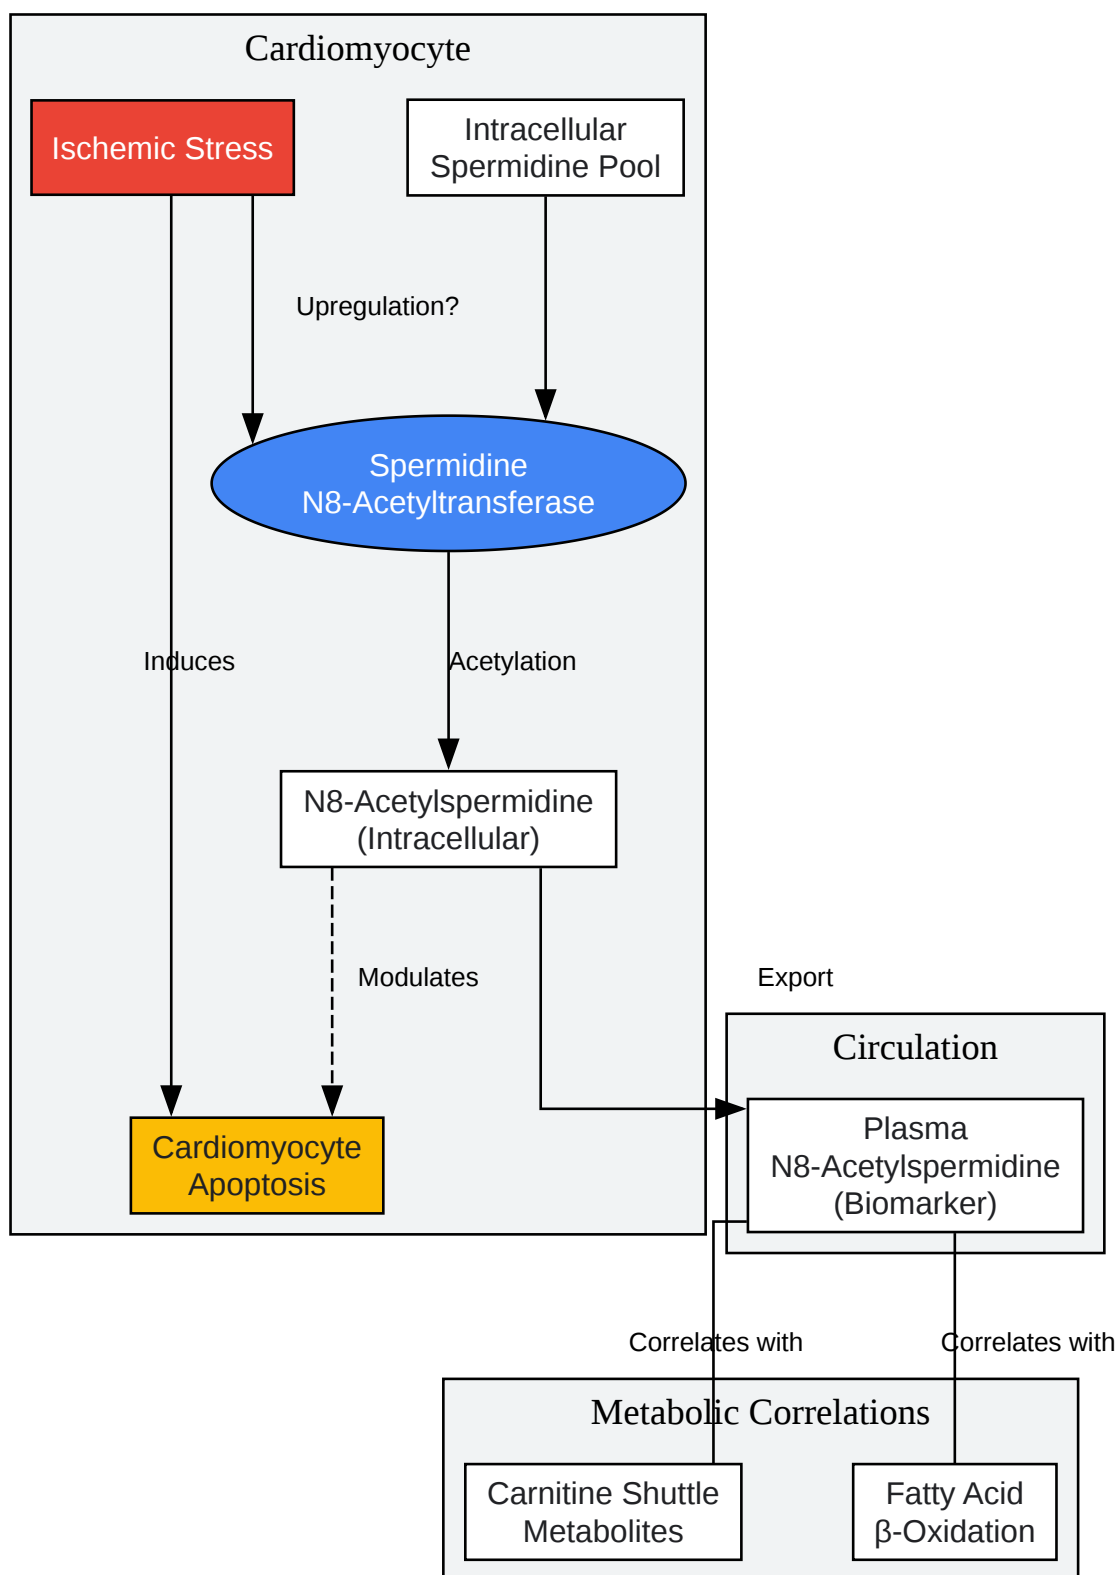 Cardiomyocyte
Ischemic Stress
Intracellular
Spermidine Pool
Upregulation?
Spermidine
N8-Acetyltransferase
Induces
Acetylation
N8-Acetylspermidine
(Intracellular)
Modulates
Export
Circulation
Plasma
N8-Acetylspermidine
(Biomarker)
Cardiomyocyte
Apoptosis
Correlates with
Correlates with
Metabolic Correlations
Carnitine Shuttle
Metabolites
Fatty Acid
β-Oxidation